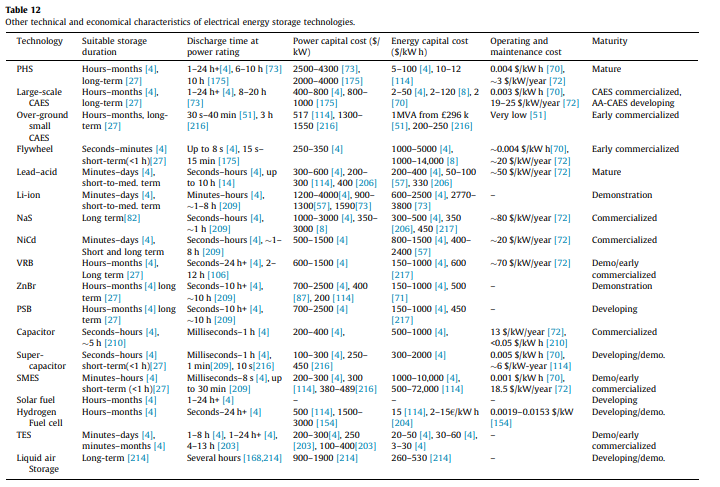 Table 12
Other technical and economical characteristics of electrical energy storage technologies.
Technology Suitable storage duration Discharge time at power rating Power capital cost ($/kW) Energy capital cost ($/kW h) Operating and maintenance cost Maturity
PHS Hours–months [4], long-term [27] 1–24 h+[4], 6–10 h [73] 10 h [175] 2500–4300 [73], 2000–4000 [175] 5–100 [4], 10–12 [114] 0.004 $/kW h [70], ~3 $/kW/year [72] Mature
Large-scale CAES Hours–months [4], long-term [27] 1–24 h+[4], 8–20 h [73] 400–800 [4], 800–1000 [175] 2–50 [4], 2–120 [8], 2 [70] 0.003 $/kW h [70], 19–25 $/kW/year [72] CAES commercialized, AA-CAES developing
Over-ground small CAES Hours–months, long-term [27] 30 s–40 min [51], 3 h [216] 517 [114], 1300–1550 [216] 1MVA from £296 k [51], 200–250 [216] Very low [51] Early commercialized
Flywheel Seconds–minutes [4] short-term(<1 h)[27] Up to 8 s [4], 15 s–15 min [175] 250–350 [4] 1000–5000 [4], 1000–14,000 [8] ~0.004 $/kW h[70], ~20 $/kW/year [72] Early commercialized
Lead–acid Minutes–days [4], short-to-med. term Seconds–hours [4], up to 10 h [14] 300–600 [4], 200–300 [114], 400 [206] 200–400 [4], 50–100 [57], 330 [206] ~50 $/kW/year [72] Mature
Li-ion Minutes–days [4], short-to-med. term Minutes–hours [4], ~1–8 h [209] 1200–4000[4], 900–1300[57], 1590[73] 600–2500 [4], 2770–3800 [73] – Demonstration
NaS Long term[82] Seconds–hours [4], ~1 h [209] 1000–3000 [4], 350–3000 [8] 300–500 [4], 350 [206], 450 [217] ~80 $/kW/year [72] Commercialized
NiCd Minutes–days [4], Short and long term Seconds–hours [4], ~1–8 h [209] 500–1500 [4] 800–1500 [4], 400–2400 [57] ~20 $/kW/year [72] Commercialized
VRB Hours–months [4], Long term [27] Seconds–24 h+ [4], 2–12 h [106] 600–1500 [4] 150–1000 [4], 600 [217] ~70 $/kW/year [72] Demo/early commercialized
ZnBr Hours–months [4] long term [27] Seconds–10 h+ [4], ~10 h [209] 700–2500 [4], 400 [87], 200 [114] 150–1000 [4], 500 [71] – Demonstration
PSB Hours–months [4] long term [27] Seconds–10 h+ [4], ~10 h [209] 700–2500 [4] 150–1000 [4], 450 [217] – Developing
Capacitor Seconds–hours [4], ~5 h [210] Milliseconds–1 h [4] 200–400 [4], 500–1000 [4], 13 $/kW/year [72], <0.05 $/kW h [210] Commercialized
Super-capacitor Seconds–hours [4] short-term(<1 h)[27] Milliseconds–1 h [4], 1 min[209], 10 s[216] 100–300 [4], 250–450 [216] 300–2000 [4] 0.005 $/kW h [70], ~6 $/kW-year [114] Developing/demo.
SMES Minutes–hours [4] short-term (<1 h)[27] Milliseconds–8 s[4], up to 30 min [209] 200–300 [4], 300 [114], 380–489[216] 1000–10,000 [4], 500–72,000 [114] 0.001 $/kW h [70], 18.5 $/kW/year [72] Demo/early commercialized
Solar fuel Hours–months [4] 1–24 h+ [4] – – – Developing
Hydrogen Fuel cell Hours–months [4] Seconds–24 h+ [4] 500 [114], 1500–3000 [154] 15 [114], 2–15€/kW h [204] 0.0019–0.0153 $/kW [154] Developing/demo.
TES Minutes–days [4], minutes–months [4] 1–8 h [4], 1–24 h+ [4], 4–13 h [203] 200–300[4], 250 [203], 100–400[203] 20–50 [4], 30–60 [4], 3–30 [4] – Demo/early commercialized
Liquid air Storage Long-term [214] Several hours [168,214] 900–1900 [214] 260–530 [214] – Developing/demo.